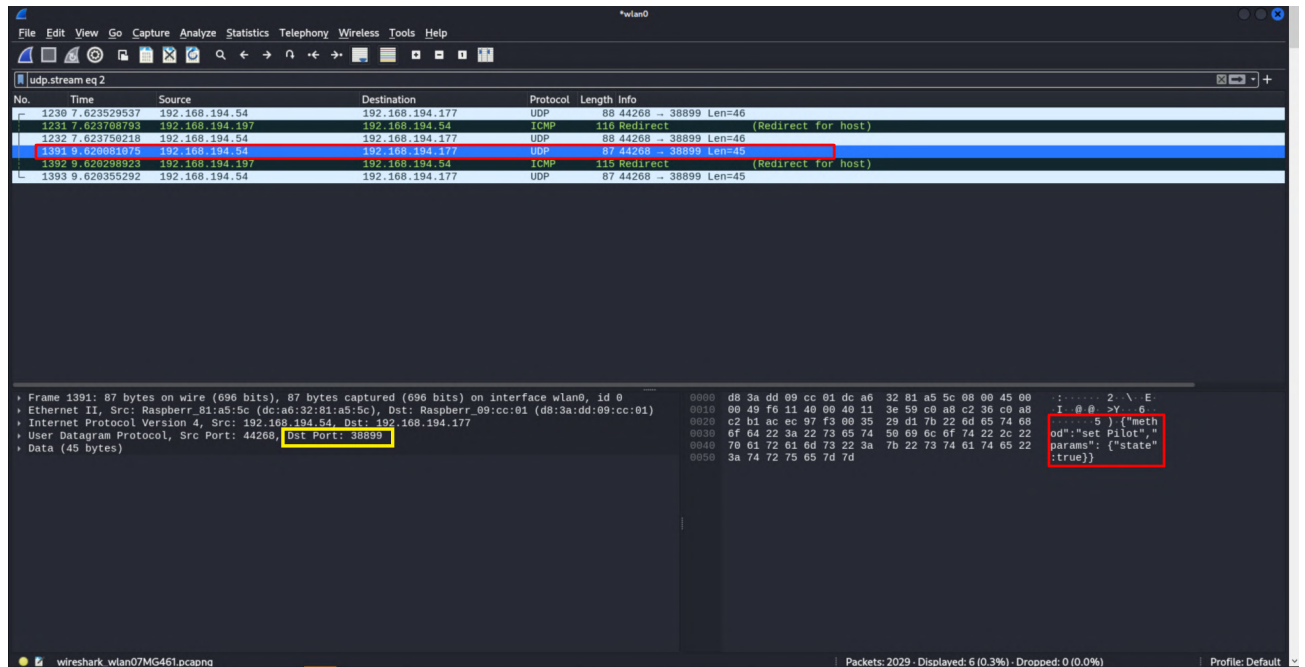 *wlan0
File Edit View Go Capture Analyze Statistics Telephony Wireless Tools Help
udp.stream eq 2
No. Time Source Destination Protocol Length Info
1230 7.623529537 192.168.194.54 192.168.194.177 UDP 88 44268 → 38899 Len=46
1231 7.623708793 192.168.194.197 192.168.194.54 ICMP 116 Redirect (Redirect for host)
1232 7.623750218 192.168.194.54 192.168.194.177 UDP 88 44268 → 38899 Len=46
1391 9.620081075 192.168.194.54 192.168.194.177 UDP 87 44268 → 38899 Len=45
1392 9.620298923 192.168.194.197 192.168.194.54 ICMP 115 Redirect (Redirect for host)
1393 9.620355292 192.168.194.54 192.168.194.177 UDP 87 44268 → 38899 Len=45
Frame 1391: 87 bytes on wire (696 bits), 87 bytes captured (696 bits) on interface wlan0, id 0
Ethernet II, Src: Raspberr_81:a5:5c (dc:a6:32:81:a5:5c), Dst: Raspberr_09:cc:01 (d8:3a:dd:09:cc:01)
Internet Protocol Version 4, Src: 192.168.194.54, Dst: 192.168.194.177
User Datagram Protocol, Src Port: 44268, Dst Port: 38899
Data (45 bytes)
0000 d8 3a dd 09 cc 01 dc a6 32 81 a5 5c 08 00 45 00 ·:······ 2··\··E·
0010 00 49 f6 11 40 00 40 11 3e 59 c0 a8 c2 36 c0 a8 ·I··@·@· >Y···6··
0020 c2 b1 ac ec 97 f3 00 35 29 d1 7b 22 6d 65 74 68 ·······5 )·{"meth
0030 6f 64 22 3a 22 73 65 74 50 69 6c 6f 74 22 2c 22 od":"set Pilot","
0040 70 61 72 61 6d 73 22 3a 7b 22 73 74 61 74 65 22 params": {"state"
0050 3a 74 72 75 65 7d 7d :true}}
wireshark_wlan07MG461.pcapng Packets: 2029 · Displayed: 6 (0.3%) · Dropped: 0 (0.0%) Profile: Default